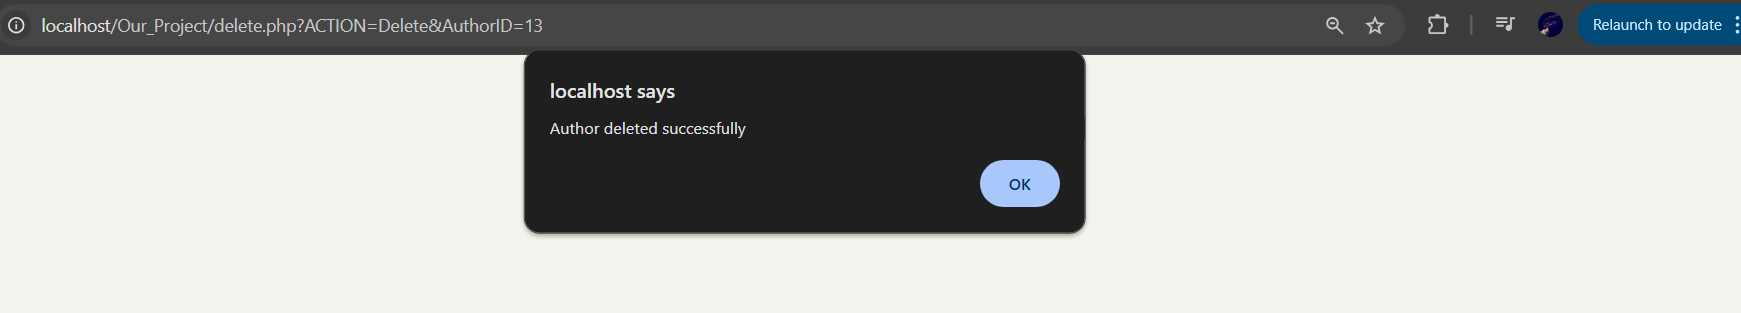 localhost/Our_Project/delete.php?ACTION=Delete&AuthorID=13
Relaunch to update
localhost says
Author deleted successfully
OK